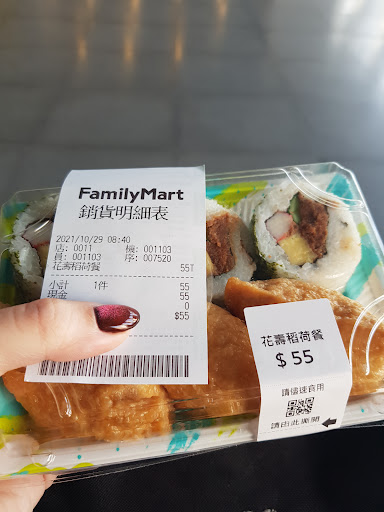 FamilyMart
銷貨明細表
2021/10/29 08:40
店: 0011 機: 001103
員: 001103 序: 007520
花壽稻荷餐 55T
小計 1件 55
現金 55
0
$55
花壽稻荷餐
$ 55
請儘速食用
請由此撕開